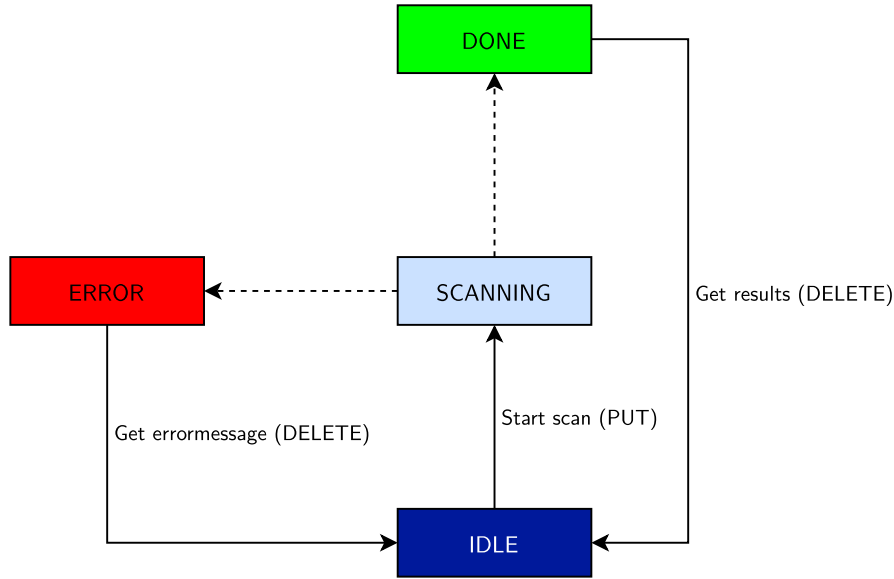 DONE
ERROR
SCANNING
Get results (DELETE)
Start scan (PUT)
Get errormessage (DELETE)
IDLE